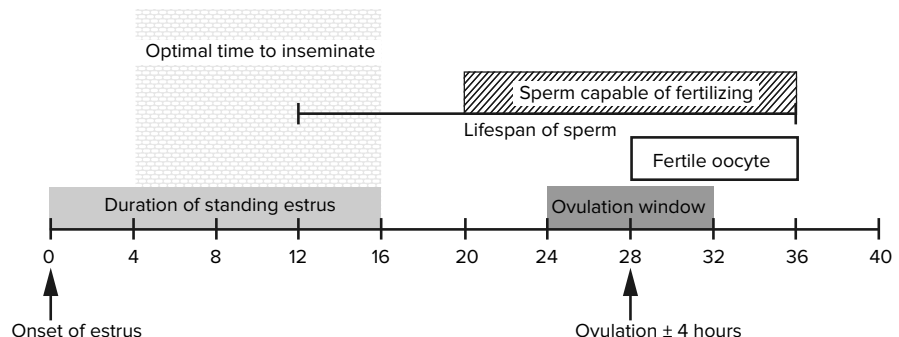 Optimal time to inseminate
Sperm capable of fertilizing
Lifespan of sperm
Fertile oocyte
Duration of standing estrus
Ovulation window
0 4 8 12 16 20 24 28 32 36 40
Onset of estrus
Ovulation ± 4 hours